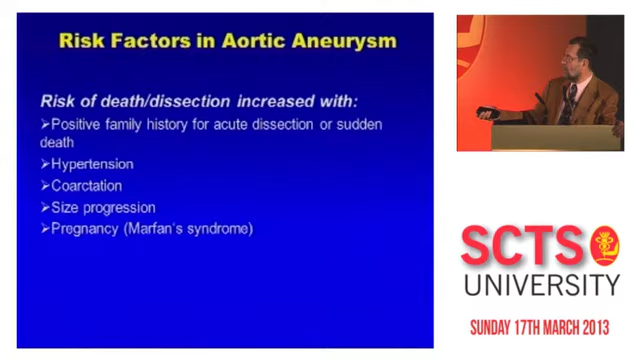 Risk Factors in Aortic Aneurysm
Risk of death/dissection increased with:
➢Positive family history for acute dissection or sudden
death
➢Hypertension
➢Coarctation
➢Size progression
➢Pregnancy (Marfan's syndrome)
SCTS
UNIVERSITY
SUNDAY 17TH MARCH 2013